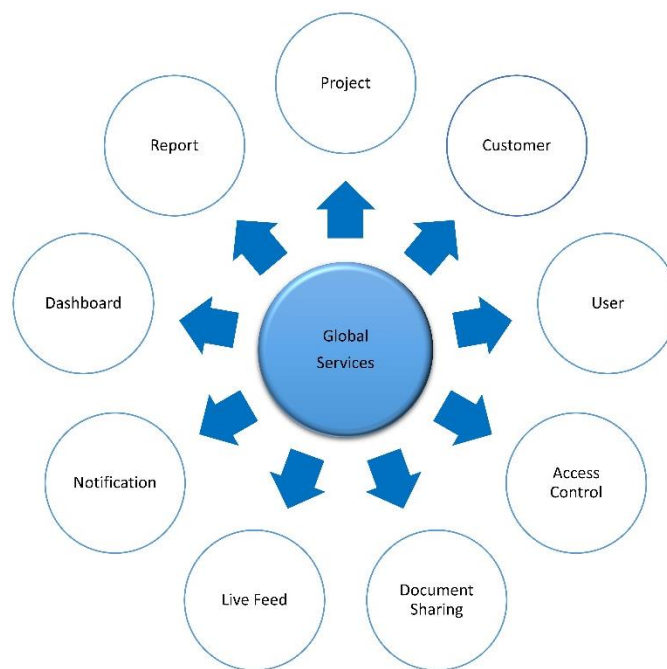 Project
Report
Customer
Dashboard
Global
Services
User
Notification
Access
Control
Live Feed
Document
Sharing